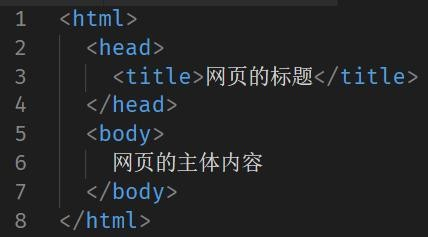 1 <html>
2   <head>
3     <title>网页的标题</title>
4   </head>
5   <body>
6     网页的主体内容
7   </body>
8 </html>